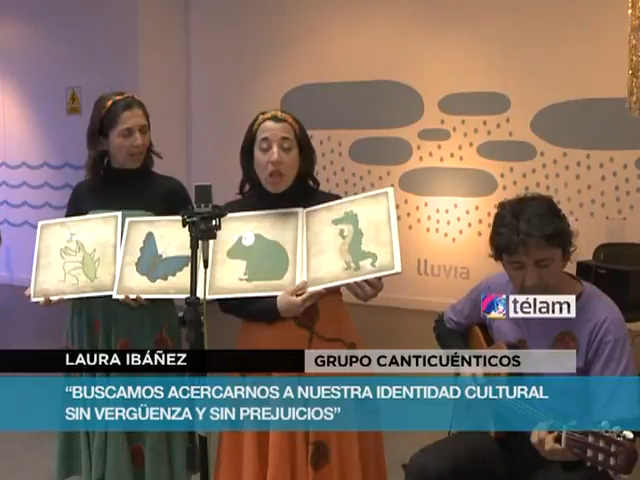 lluvia
télam
LAURA IBÁÑEZ
GRUPO CANTICUÉNTICOS
“BUSCAMOS ACERCARNOS A NUESTRA IDENTIDAD CULTURAL
SIN VERGÜENZA Y SIN PREJUICIOS”